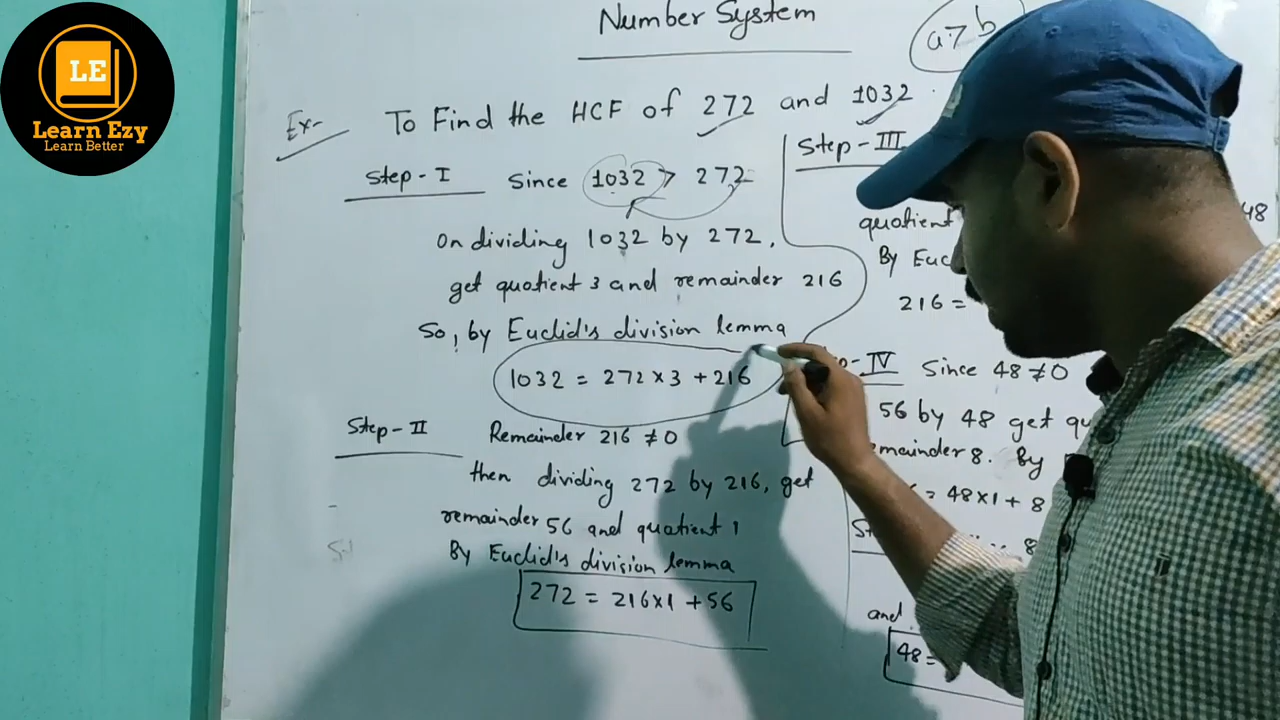 LE
Learn Ezy
Learn Better
Number System
a > b
Ex- To Find the HCF of 272 and 1032.
Step-I Since 1032 > 272
On dividing 1032 by 272,
get quotient 3 and remainder 216
So, by Euclid's division lemma
1032 = 272×3 + 216
Step-II Remainder 216 ≠ 0
then dividing 272 by 216, get
remainder 56 and quotient 1
By Euclid's division lemma
272 = 216×1 + 56
Step-III
48
quotient
By
216 =
IV Since 48 ≠ 0
56 by 48 get
remainder 8. By
= 48×1 + 8
8
and
48 =